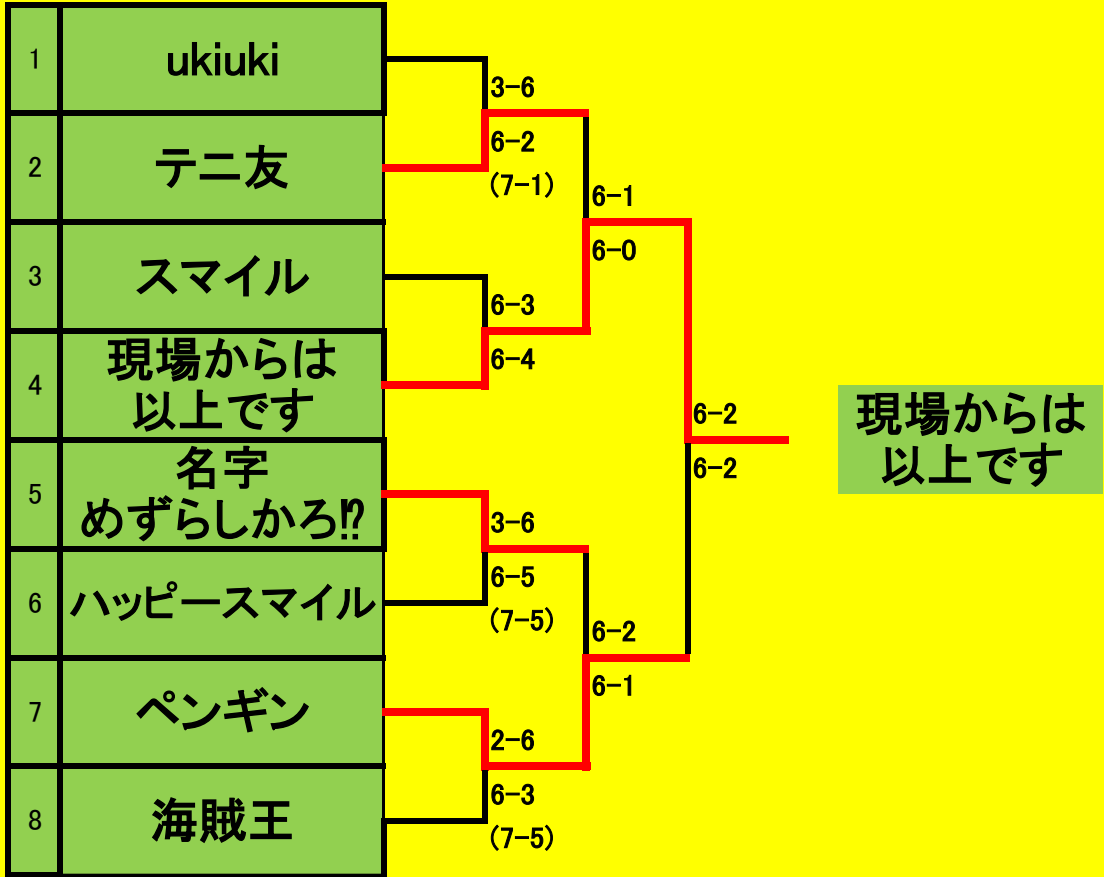 1
ukiuki
2
テニ友
3
スマイル
4
現場からは
以上です
5
名字
めずらしかろ⁉
6
ハッピースマイル
7
ペンギン
8
海賊王
3-6
6-2
(7-1)
6-3
6-4
3-6
6-5
(7-5)
2-6
6-3
(7-5)
6-1
6-0
6-2
6-1
6-2
6-2
現場からは
以上です